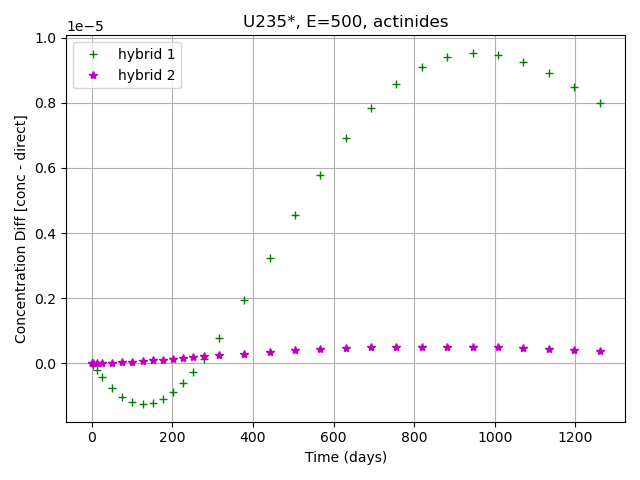 U235*, E=500, actinides
1e−5
hybrid 1
hybrid 2
Concentration Diff [conc - direct]
1.0
0.8
0.6
0.4
0.2
0.0
0 200 400 600 800 1000 1200
Time (days)